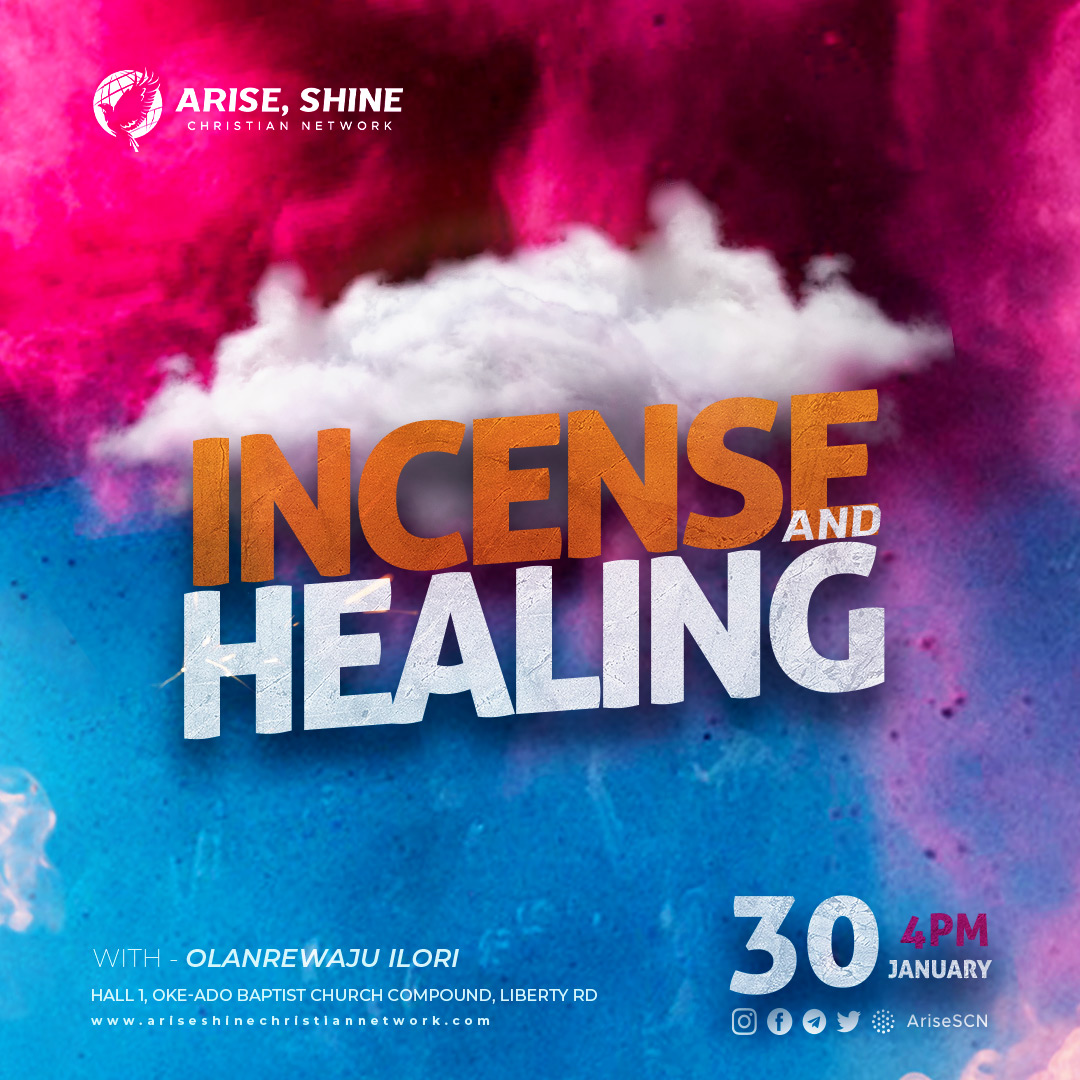 ARISE, SHINE
CHRISTIAN NETWORK
INCENSE
AND
HEALING
WITH - OLANREWAJU ILORI
HALL 1, OKE-ADO BAPTIST CHURCH COMPOUND, LIBERTY RD
www.ariseshinechristiannetwork.com
30
4PM
JANUARY
AriseSCN